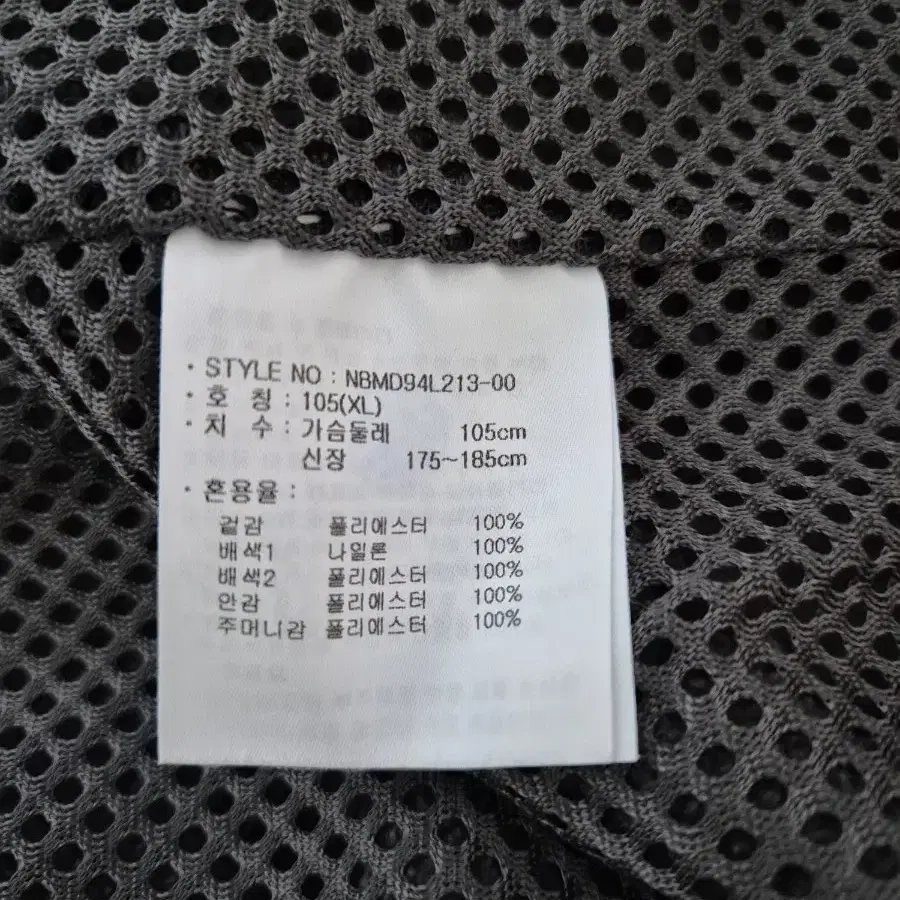 · STYLE NO : NBMD94L213-00
· 호 칭 : 105(XL)
· 치 수 : 가슴둘레 105cm
신장 175~185cm
· 혼용율 :
겉감 폴리에스터 100%
배색1 나일론 100%
배색2 폴리에스터 100%
안감 폴리에스터 100%
주머니감 폴리에스터 100%